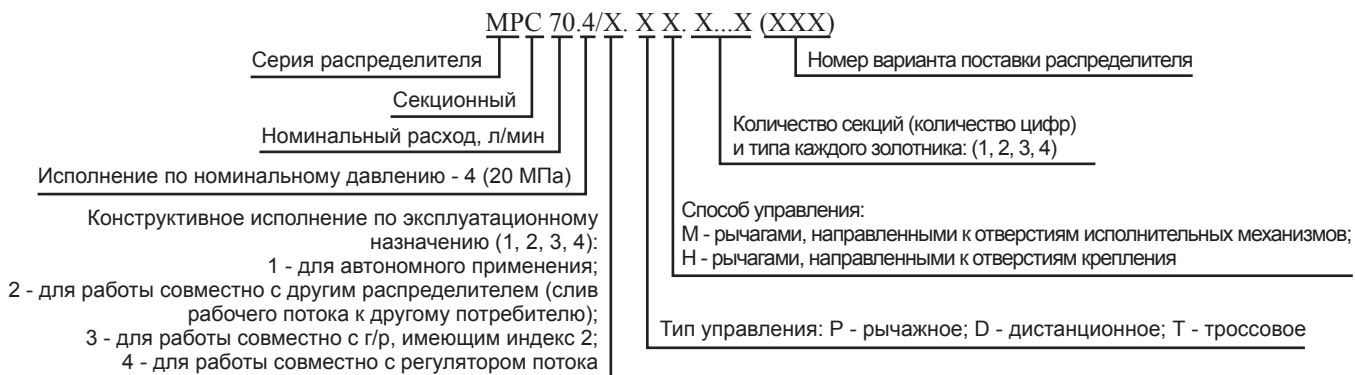 МРС 70.4/X. X X. X...X (XXX)
Серия распределителя
Номер варианта поставки распределителя
Секционный
Номинальный расход, л/мин
Количество секций (количество цифр)
и типа каждого золотника: (1, 2, 3, 4)
Исполнение по номинальному давлению - 4 (20 МПа)
Конструктивное исполнение по эксплуатационному
назначению (1, 2, 3, 4):
1 - для автономного применения;
2 - для работы совместно с другим распределителем (слив
рабочего потока к другому потребителю);
3 - для работы совместно с г/р, имеющим индекс 2;
4 - для работы совместно с регулятором потока
Способ управления:
М - рычагами, направленными к отверстиям исполнительных механизмов;
Н - рычагами, направленными к отверстиям крепления
Тип управления: Р - рычажное; D - дистанционное; Т - троссовое